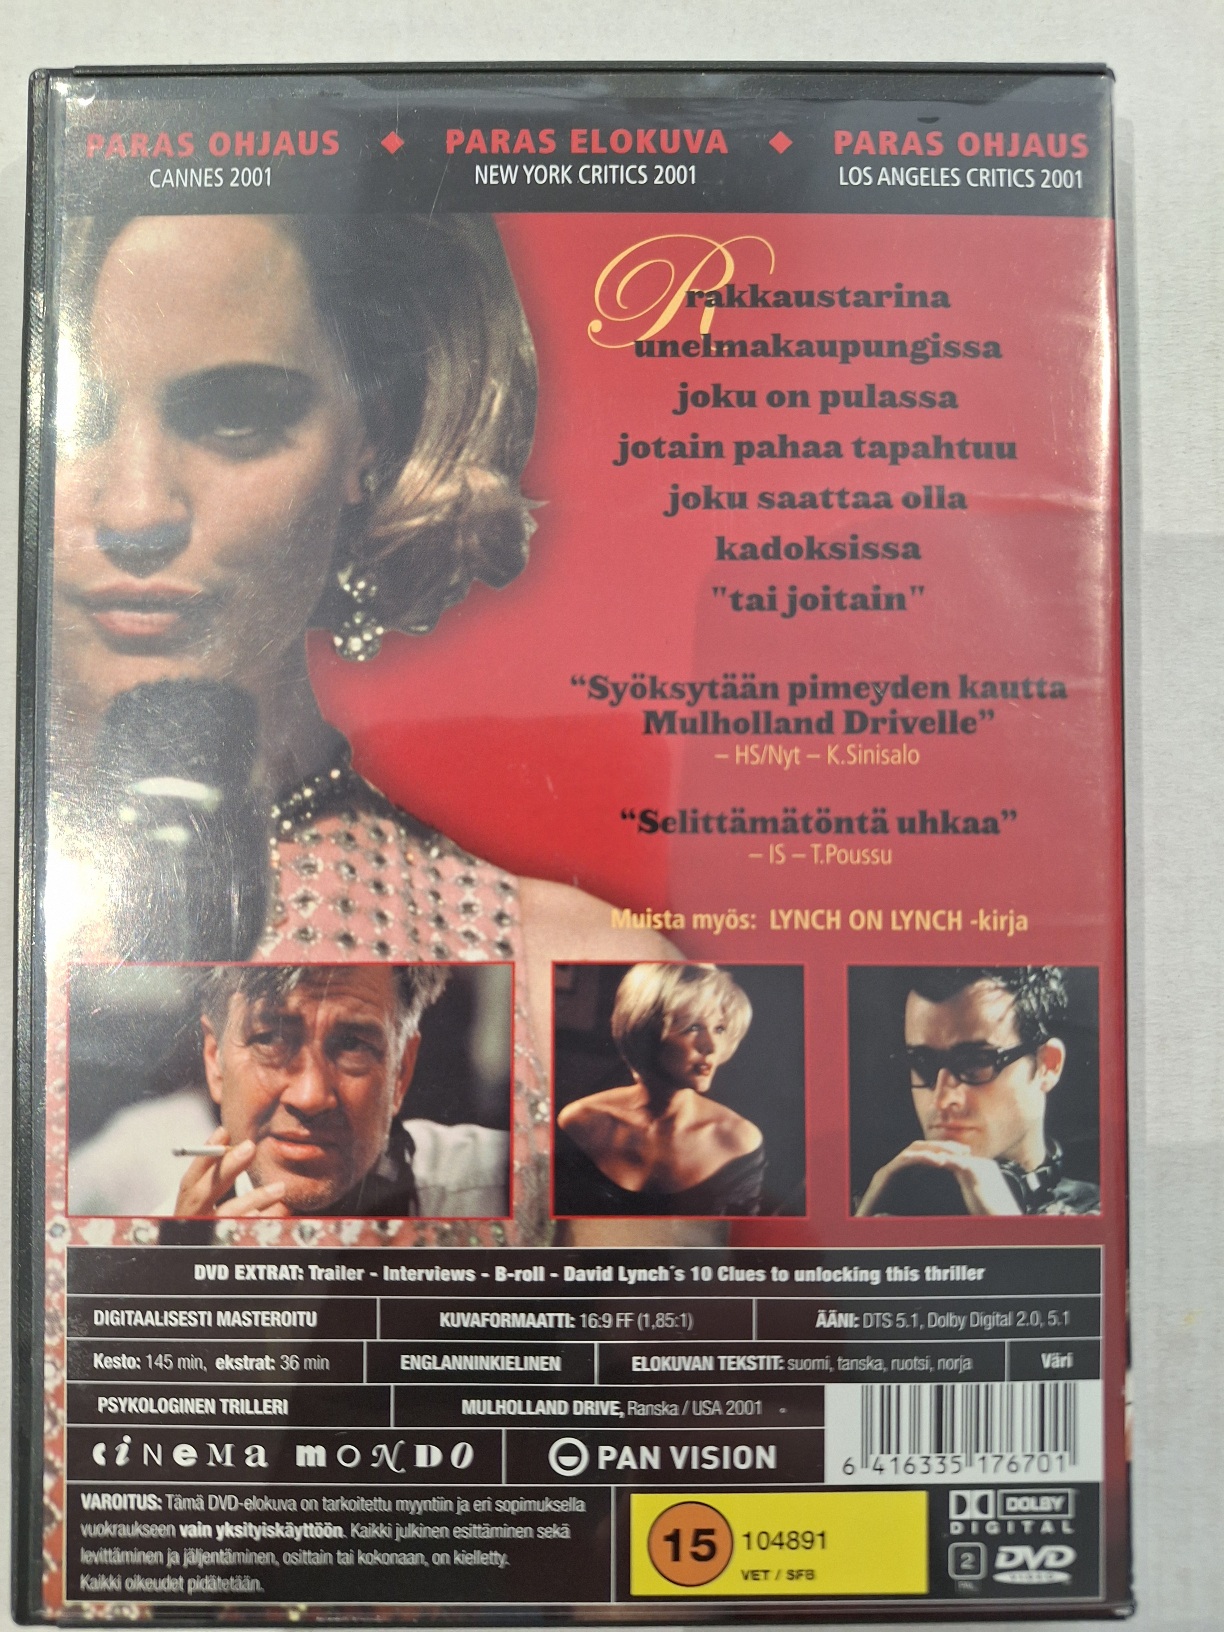 PARAS OHJAUS ◆ PARAS ELOKUVA ◆ PARAS OHJAUS
CANNES 2001 NEW YORK CRITICS 2001 LOS ANGELES CRITICS 2001
Rrakkaustarina
unelmakaupungissa
joku on pulassa
jotain pahaa tapahtuu
joku saattaa olla
kadoksissa
"tai joitain"
“Syöksytään pimeyden kautta
Mulholland Drivelle”
– HS/Nyt – K.Sinisalo
“Selittämätöntä uhkaa”
– IS – T.Poussu
Muista myös: LYNCH ON LYNCH -kirja
DVD EXTRAT: Trailer - Interviews - B-roll - David Lynch´s 10 Clues to unlocking this thriller
DIGITAALISESTI MASTEROITU KUVAFORMAATTI: 16:9 FF (1,85:1) ÄÄNI: DTS 5.1, Dolby Digital 2.0, 5.1
Kesto: 145 min, ekstrat: 36 min ENGLANNINKIELINEN ELOKUVAN TEKSTIT: suomi, tanska, ruotsi, norja Väri
PSYKOLOGINEN TRILLERI MULHOLLAND DRIVE, Ranska / USA 2001
CiNeMa moNDO PAN VISION 6 416335 176701
VAROITUS: Tämä DVD-elokuva on tarkoitettu myyntiin ja eri sopimuksella
vuokraukseen vain yksityiskäyttöön. Kaikki julkinen esittäminen sekä
levittäminen ja jäljentäminen, osittain tai kokonaan, on kielletty.
Kaikki oikeudet pidätetään.
15 104891
VET / SFB
DOLBY
DIGITAL
2 DVD
VIDEO
PAL